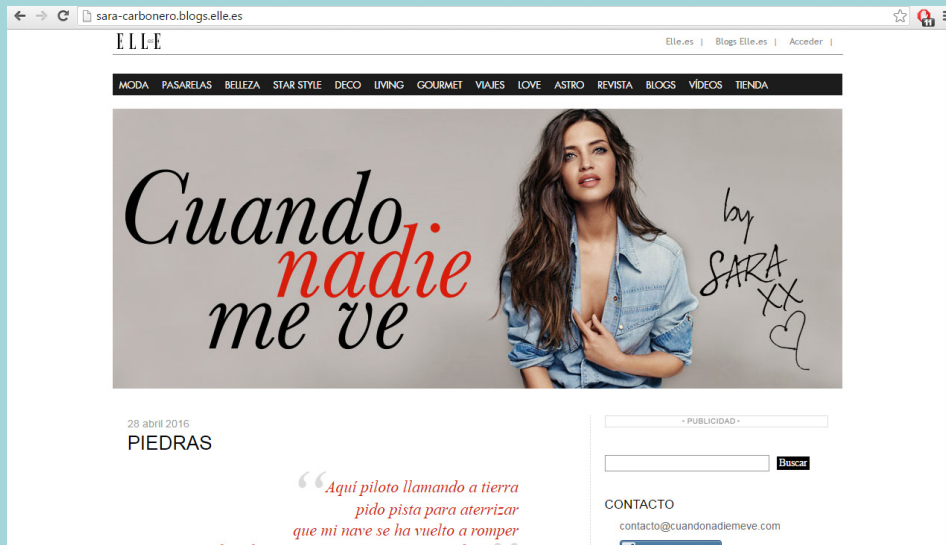 sara-carbonero.blogs.elle.es
11
ELLE
Elle.es | Blogs Elle.es | Acceder |
MODA PASARELAS BELLEZA STAR STYLE DECO LIVING GOURMET VIAJES LOVE ASTRO REVISTA BLOGS VÍDEOS TIENDA
Cuando
nadie
me ve
by
SARA
XX
28 abril 2016
PIEDRAS
“Aquí piloto llamando a tierra
pido pista para aterrizar
que mi nave se ha vuelto a romper
- PUBLICIDAD -
Buscar
CONTACTO
contacto@cuandonadiemeve.com